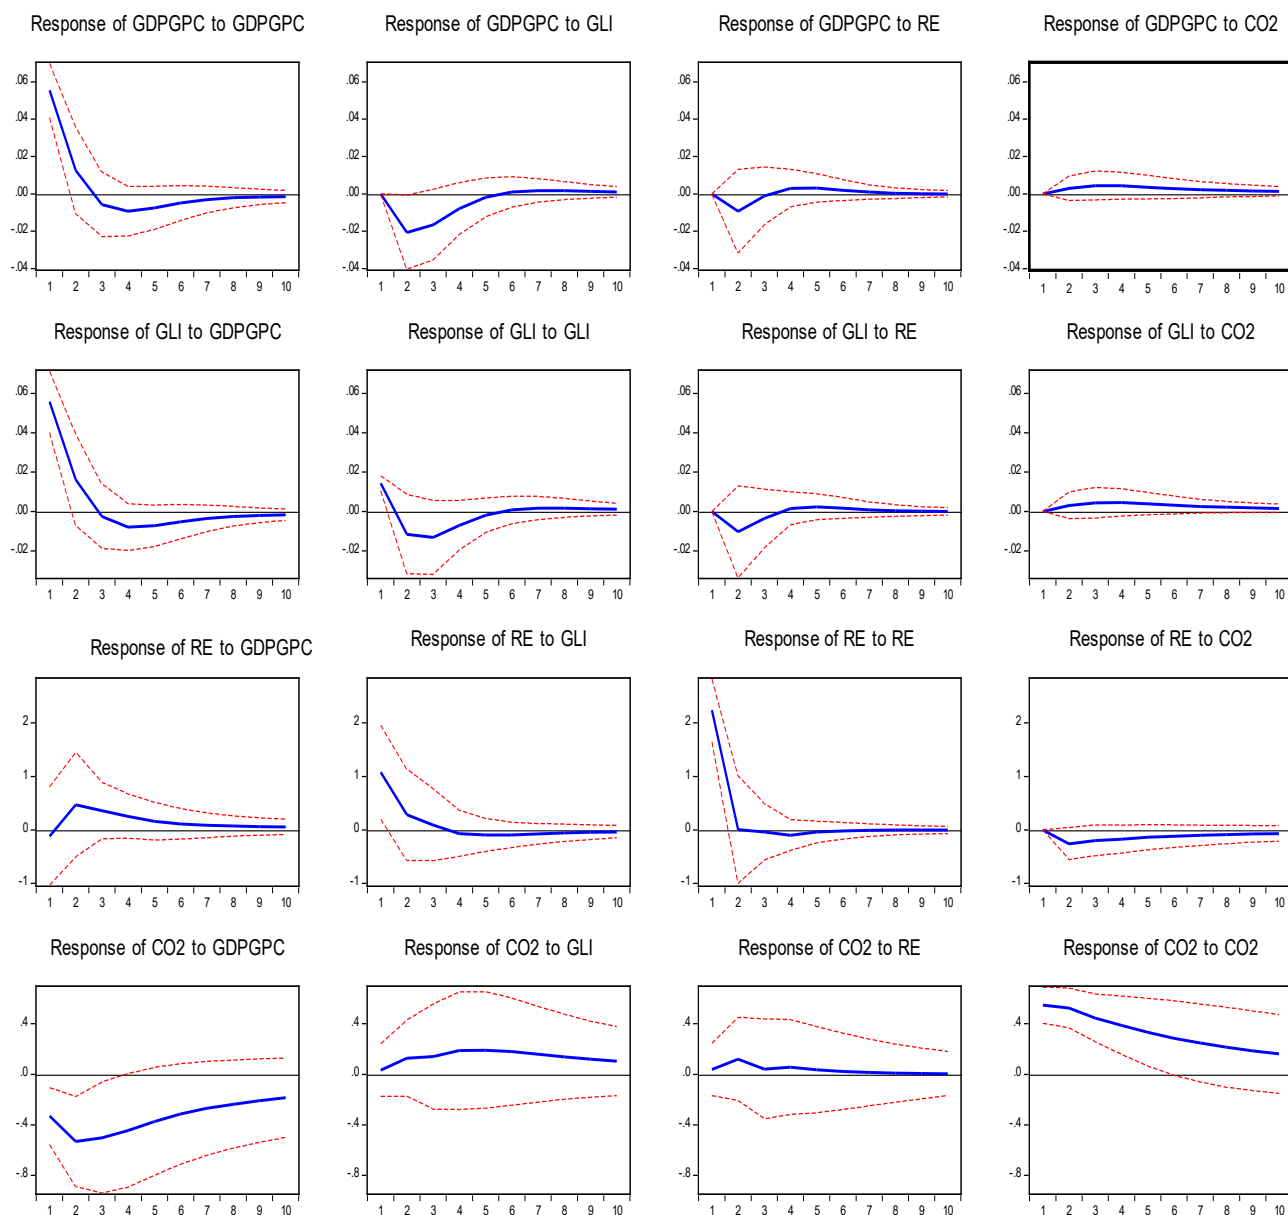 Response of GDPGPC to GDPGPC
Response of GDPGPC to GLI
Response of GDPGPC to RE
Response of GDPGPC to CO2
.06
.04
.02
.00
-.02
-.04
1 2 3 4 5 6 7 8 9 10
.06
.04
.02
.00
-.02
-.04
1 2 3 4 5 6 7 8 9 10
.06
.04
.02
.00
-.02
-.04
1 2 3 4 5 6 7 8 9 10
.06
.04
.02
.00
-.02
-.04
1 2 3 4 5 6 7 8 9 10
Response of GLI to GDPGPC
Response of GLI to GLI
Response of GLI to RE
Response of GLI to CO2
.06
.04
.02
.00
-.02
1 2 3 4 5 6 7 8 9 10
.06
.04
.02
.00
-.02
1 2 3 4 5 6 7 8 9 10
.06
.04
.02
.00
-.02
1 2 3 4 5 6 7 8 9 10
.06
.04
.02
.00
-.02
1 2 3 4 5 6 7 8 9 10
Response of RE to GDPGPC
Response of RE to GLI
Response of RE to RE
Response of RE to CO2
2
1
0
-1
1 2 3 4 5 6 7 8 9 10
2
1
0
-1
1 2 3 4 5 6 7 8 9 10
2
1
0
-1
1 2 3 4 5 6 7 8 9 10
2
1
0
-1
1 2 3 4 5 6 7 8 9 10
Response of CO2 to GDPGPC
Response of CO2 to GLI
Response of CO2 to RE
Response of CO2 to CO2
.4
.0
-.4
-.8
1 2 3 4 5 6 7 8 9 10
.4
.0
-.4
-.8
1 2 3 4 5 6 7 8 9 10
.4
.0
-.4
-.8
1 2 3 4 5 6 7 8 9 10
.4
.0
-.4
-.8
1 2 3 4 5 6 7 8 9 10